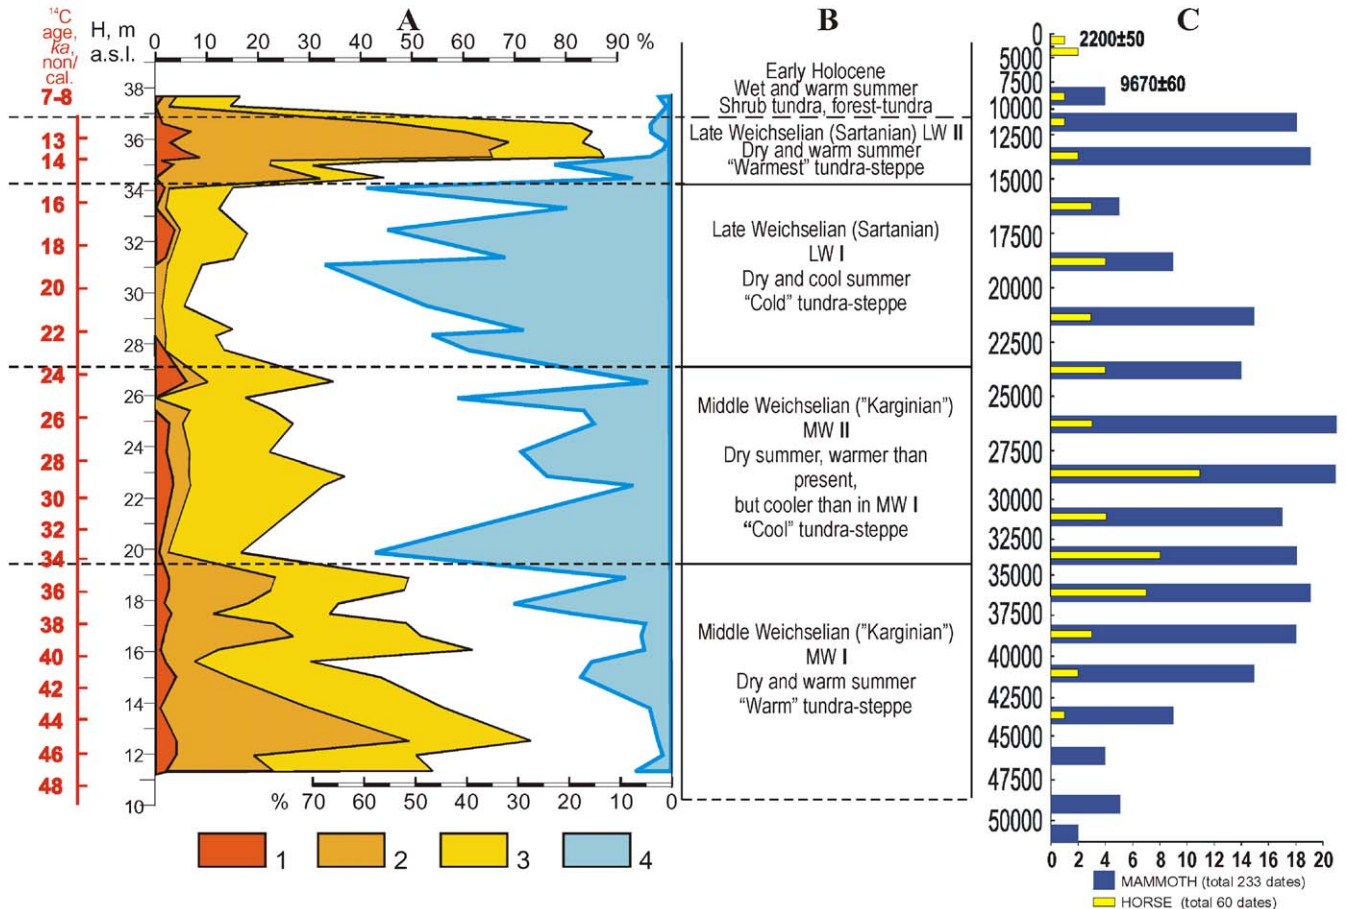 A B C
14C
age,
ka,
non/
cal.
H, m
a.s.l.
0 10 20 30 40 50 60 70 80 90 %
7-8
13
14
16
18
20
22
24
26
28
30
32
34
36
38
40
42
44
46
48
38
36
34
32
30
28
26
24
22
20
18
16
14
12
10
% 70 60 50 40 30 20 10 0
1 2 3 4
Early Holocene
Wet and warm summer
Shrub tundra, forest-tundra
Late Weichselian (Sartanian) LW II
Dry and warm summer
“Warmest” tundra-steppe
Late Weichselian (Sartanian)
LW I
Dry and cool summer
“Cold” tundra-steppe
Middle Weichselian (”Karginian”)
MW II
Dry summer, warmer than
present,
but cooler than in MW I
“Cool” tundra-steppe
Middle Weichselian (”Karginian”)
MW I
Dry and warm summer
“Warm” tundra-steppe
0
5000
7500
10000
12500
15000
17500
20000
22500
25000
27500
30000
32500
35000
37500
40000
42500
45000
47500
50000
2200±50
9670±60
0 2 4 6 8 10 12 14 16 18 20
MAMMOTH (total 233 dates)
HORSE (total 60 dates)